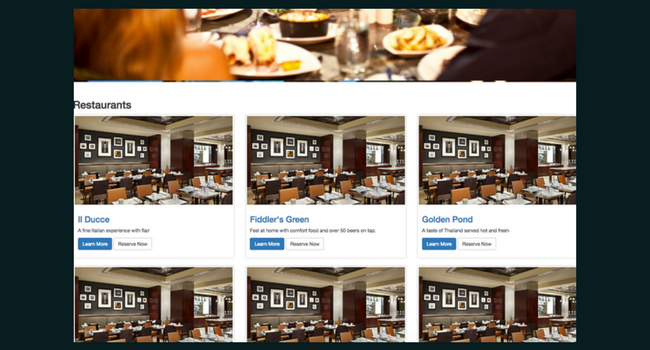 Restaurants
Il Ducce
A fine Italian experience with flair
Learn More
Reserve Now
Fiddler's Green
Feel at home with comfort food and over 50 beers on tap.
Learn More
Reserve Now
Golden Pond
A taste of Thailand served hot and fresh
Learn More
Reserve Now